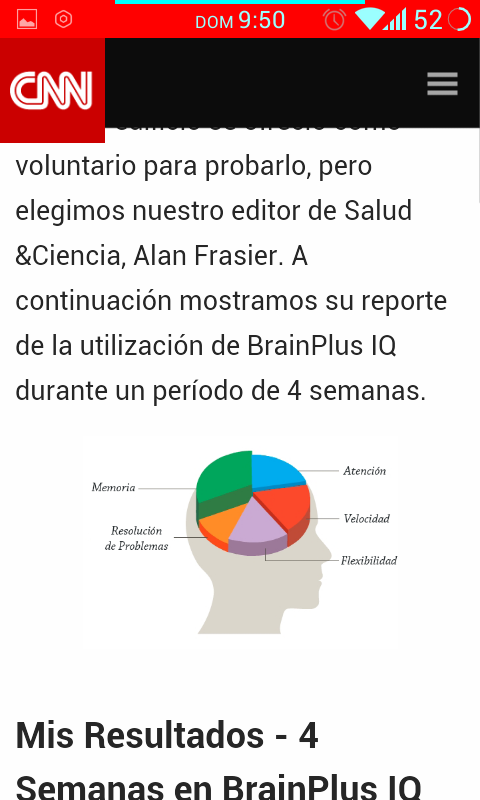 DOM 9:50
52
CNN
voluntario para probarlo, pero
elegimos nuestro editor de Salud
&Ciencia, Alan Frasier. A
continuación mostramos su reporte
de la utilización de BrainPlus IQ
durante un período de 4 semanas.
Atención
Memoria
Velocidad
Resolución
de Problemas
Flexibilidad
Mis Resultados - 4
Semanas en BrainPlus IQ